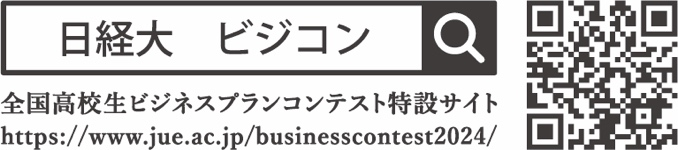 日経大　ビジコン
全国高校生ビジネスプランコンテスト特設サイト
https://www.jue.ac.jp/businesscontest2024/